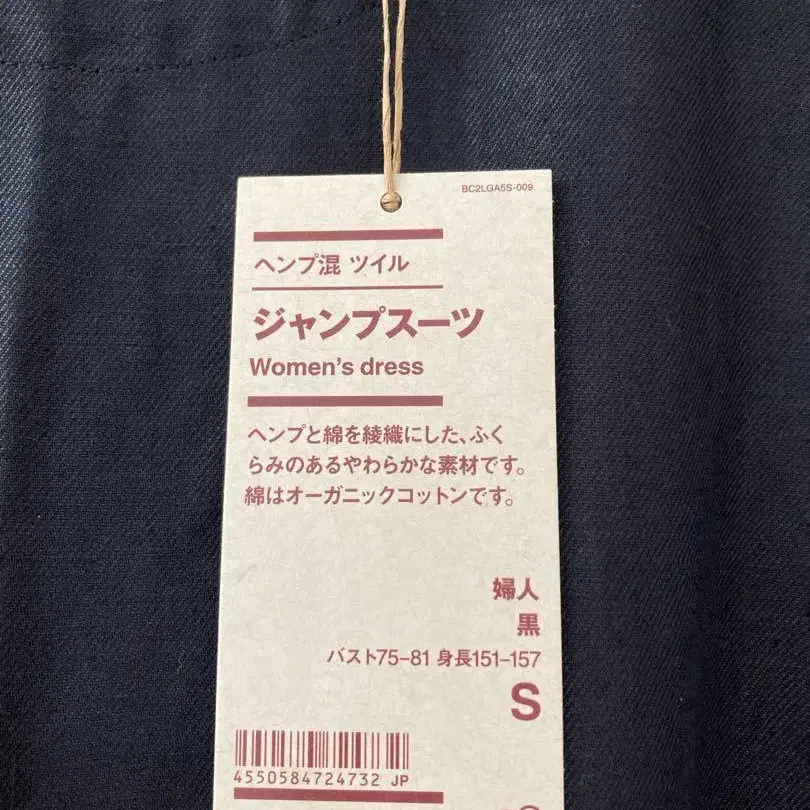 BC2LGA5S-009
ヘンプ混 ツイル
ジャンプスーツ
Women's dress
ヘンプと綿を綾織にした、ふく
らみのあるやわらかな素材です。
綿はオーガニックコットンです。
婦人
黒
バスト75–81 身長151–157
S
4550584724732 JP